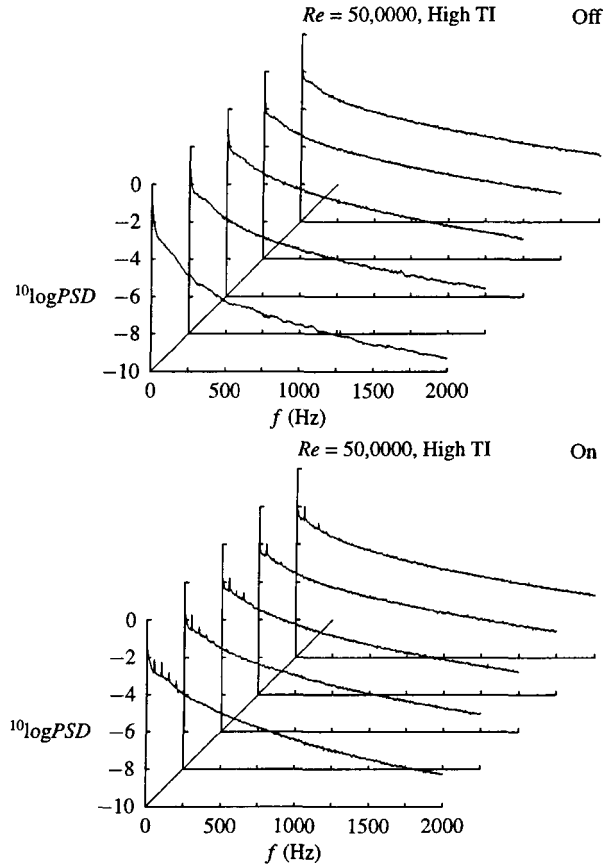 Re = 50,0000, High TI Off
0
−2
−4
−6
−8
−10
¹⁰logPSD
0 500 1000 1500 2000
f (Hz)
Re = 50,0000, High TI On
0
−2
−4
−6
−8
−10
¹⁰logPSD
0 500 1000 1500 2000
f (Hz)